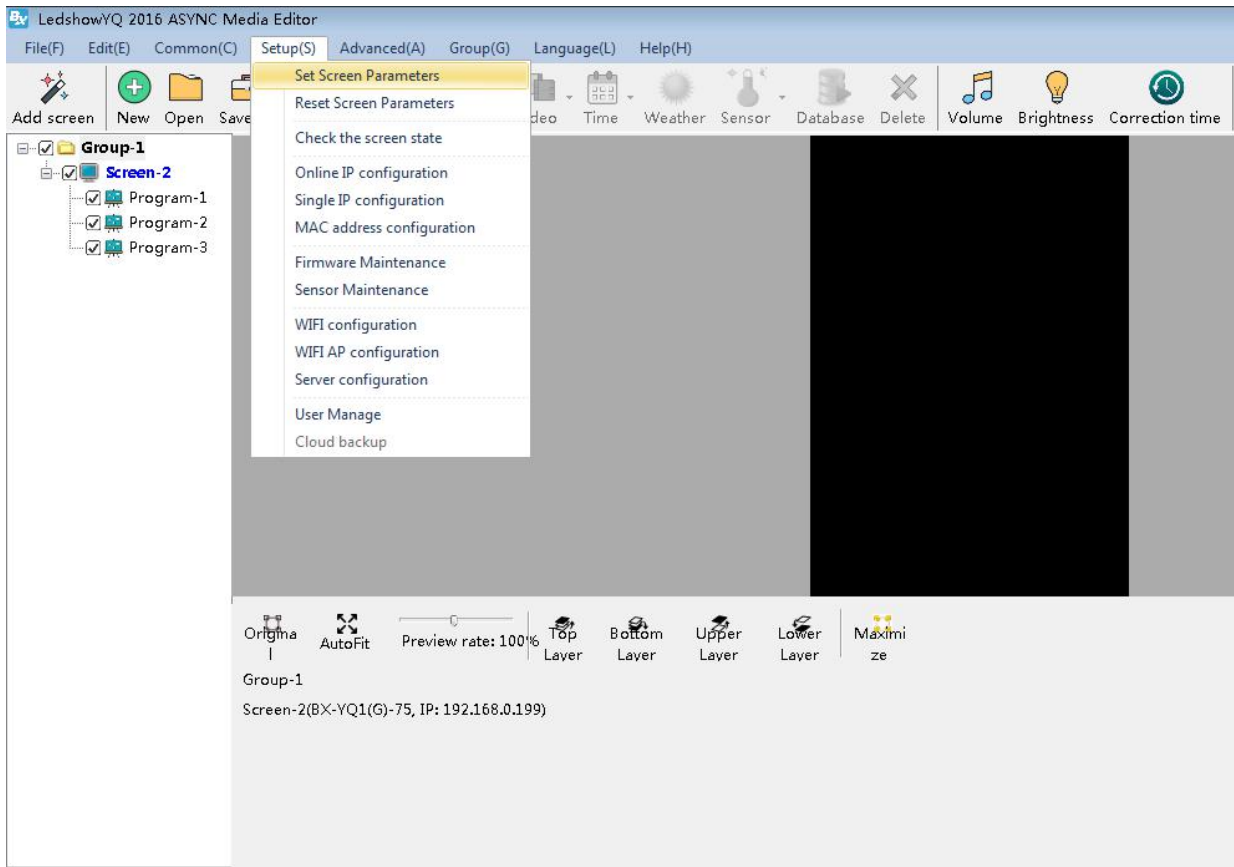 LedshowYQ 2016 ASYNC Media Editor
File(F) Edit(E) Common(C) Setup(S) Advanced(A) Group(G) Language(L) Help(H)
Add screen New Open Save deo Time Weather Sensor Database Delete Volume Brightness Correction time
Set Screen Parameters
Reset Screen Parameters
Check the screen state
Online IP configuration
Single IP configuration
MAC address configuration
Firmware Maintenance
Sensor Maintenance
WIFI configuration
WIFI AP configuration
Server configuration
User Manage
Cloud backup
Group-1
Screen-2
Program-1
Program-2
Program-3
Origina
l
AutoFit
Preview rate: 100%
Top
Layer
Bottom
Layer
Upper
Layer
Lower
Layer
Maximi
ze
Group-1
Screen-2(BX-YQ1(G)-75, IP: 192.168.0.199)